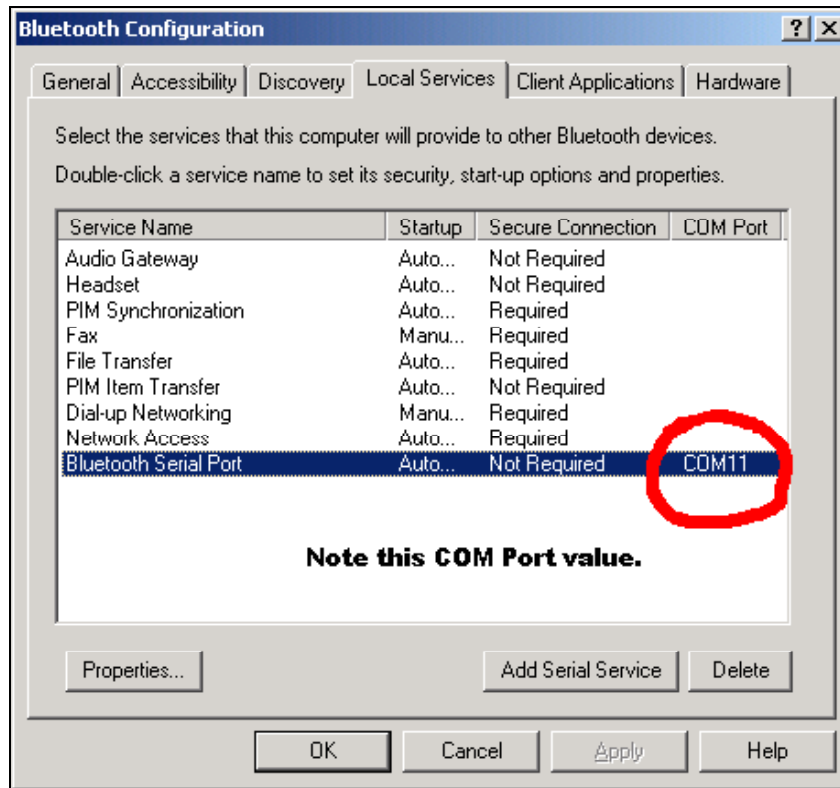 Bluetooth Configuration ? X
General Accessibility Discovery Local Services Client Applications Hardware
Select the services that this computer will provide to other Bluetooth devices.
Double-click a service name to set its security, start-up options and properties.
Service Name Startup Secure Connection COM Port
Audio Gateway Auto... Not Required
Headset Auto... Not Required
PIM Synchronization Auto... Required
Fax Manu... Required
File Transfer Auto... Required
PIM Item Transfer Auto... Not Required
Dial-up Networking Manu... Required
Network Access Auto... Required
Bluetooth Serial Port Auto... Not Required COM11
Note this COM Port value.
Properties... Add Serial Service Delete
OK Cancel Apply Help